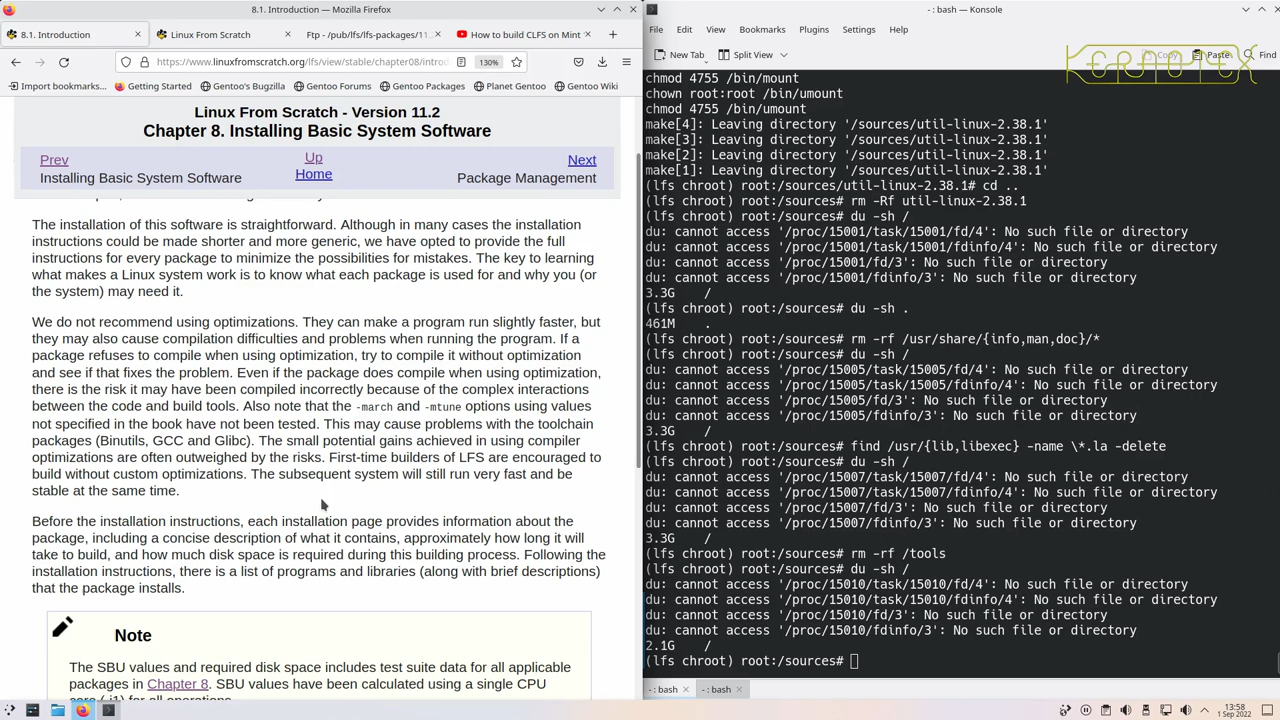 8.1. Introduction — Mozilla Firefox
8.1. Introduction
Linux From Scratch
Ftp - /pub/lfs/lfs-packages/11.
How to build CLFS on Mint
https://www.linuxfromscratch.org/lfs/view/stable/chapter08/intro
130%
Import bookmarks...
Getting Started
Gentoo's Bugzilla
Gentoo Forums
Gentoo Packages
Planet Gentoo
Gentoo Wiki
Linux From Scratch - Version 11.2
Chapter 8. Installing Basic System Software
Prev
Up
Next
Installing Basic System Software
Home
Package Management
The installation of this software is straightforward. Although in many cases the installation
instructions could be made shorter and more generic, we have opted to provide the full
instructions for every package to minimize the possibilities for mistakes. The key to learning
what makes a Linux system work is to know what each package is used for and why you (or
the system) may need it.
We do not recommend using optimizations. They can make a program run slightly faster, but
they may also cause compilation difficulties and problems when running the program. If a
package refuses to compile when using optimization, try to compile it without optimization
and see if that fixes the problem. Even if the package does compile when using optimization,
there is the risk it may have been compiled incorrectly because of the complex interactions
between the code and build tools. Also note that the -march and -mtune options using values
not specified in the book have not been tested. This may cause problems with the toolchain
packages (Binutils, GCC and Glibc). The small potential gains achieved in using compiler
optimizations are often outweighed by the risks. First-time builders of LFS are encouraged to
build without custom optimizations. The subsequent system will still run very fast and be
stable at the same time.
Before the installation instructions, each installation page provides information about the
package, including a concise description of what it contains, approximately how long it will
take to build, and how much disk space is required during this building process. Following the
installation instructions, there is a list of programs and libraries (along with brief descriptions)
that the package installs.
Note
The SBU values and required disk space includes test suite data for all applicable
packages in Chapter 8. SBU values have been calculated using a single CPU
core (-j1) for all operations
- : bash — Konsole
File Edit View Bookmarks Plugins Settings Help
New Tab Split View Copy Paste Find
KERNOTEX
chmod 4755 /bin/mount
chown root:root /bin/umount
chmod 4755 /bin/umount
make[4]: Leaving directory '/sources/util-linux-2.38.1'
make[3]: Leaving directory '/sources/util-linux-2.38.1'
make[2]: Leaving directory '/sources/util-linux-2.38.1'
make[1]: Leaving directory '/sources/util-linux-2.38.1'
(lfs chroot) root:/sources/util-linux-2.38.1# cd ..
(lfs chroot) root:/sources# rm -Rf util-linux-2.38.1
(lfs chroot) root:/sources# du -sh /
du: cannot access '/proc/15001/task/15001/fd/4': No such file or directory
du: cannot access '/proc/15001/task/15001/fdinfo/4': No such file or directory
du: cannot access '/proc/15001/fd/3': No such file or directory
du: cannot access '/proc/15001/fdinfo/3': No such file or directory
3.3G /
(lfs chroot) root:/sources# du -sh .
461M .
(lfs chroot) root:/sources# rm -rf /usr/share/{info,man,doc}/*
(lfs chroot) root:/sources# du -sh /
du: cannot access '/proc/15005/task/15005/fd/4': No such file or directory
du: cannot access '/proc/15005/task/15005/fdinfo/4': No such file or directory
du: cannot access '/proc/15005/fd/3': No such file or directory
du: cannot access '/proc/15005/fdinfo/3': No such file or directory
3.3G /
(lfs chroot) root:/sources# find /usr/{lib,libexec} -name \*.la -delete
(lfs chroot) root:/sources# du -sh /
du: cannot access '/proc/15007/task/15007/fd/4': No such file or directory
du: cannot access '/proc/15007/task/15007/fdinfo/4': No such file or directory
du: cannot access '/proc/15007/fd/3': No such file or directory
du: cannot access '/proc/15007/fdinfo/3': No such file or directory
3.3G /
(lfs chroot) root:/sources# rm -rf /tools
(lfs chroot) root:/sources# du -sh /
du: cannot access '/proc/15010/task/15010/fd/4': No such file or directory
du: cannot access '/proc/15010/task/15010/fdinfo/4': No such file or directory
du: cannot access '/proc/15010/fd/3': No such file or directory
du: cannot access '/proc/15010/fdinfo/3': No such file or directory
2.1G /
(lfs chroot) root:/sources#
- : bash
- : bash
13:58
1 Sep 2022